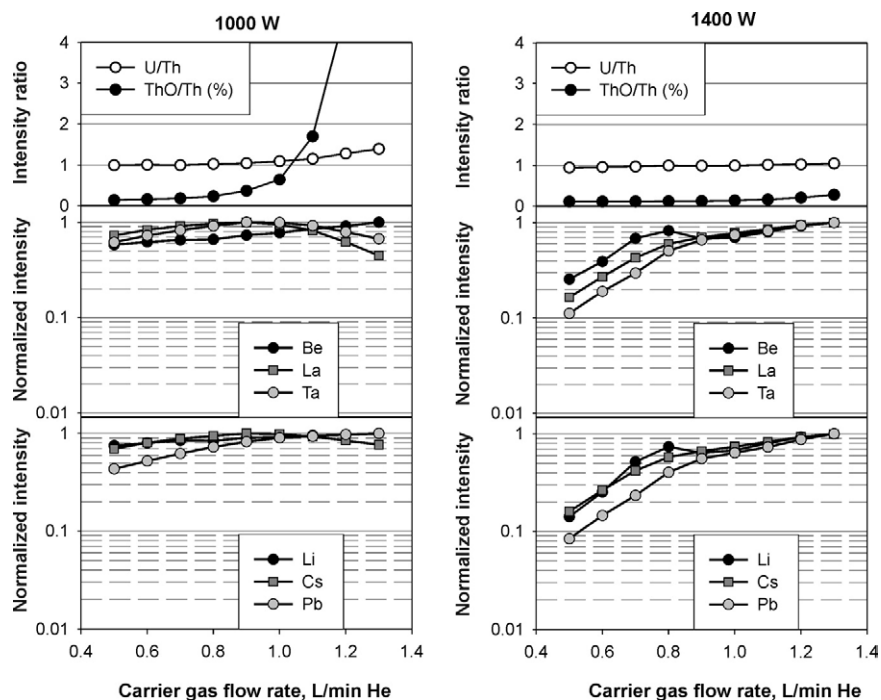 1000 W
Intensity ratio
4
3
2
1
0
U/Th
ThO/Th (%)
Normalized intensity
1
0.1
0.01
Be
La
Ta
Normalized intensity
1
0.1
0.01
Li
Cs
Pb
0.4 0.6 0.8 1.0 1.2 1.4
Carrier gas flow rate, L/min He
1400 W
Intensity ratio
4
3
2
1
0
U/Th
ThO/Th (%)
Normalized intensity
1
0.1
0.01
Be
La
Ta
Normalized intensity
1
0.1
0.01
Li
Cs
Pb
0.4 0.6 0.8 1.0 1.2 1.4
Carrier gas flow rate, L/min He